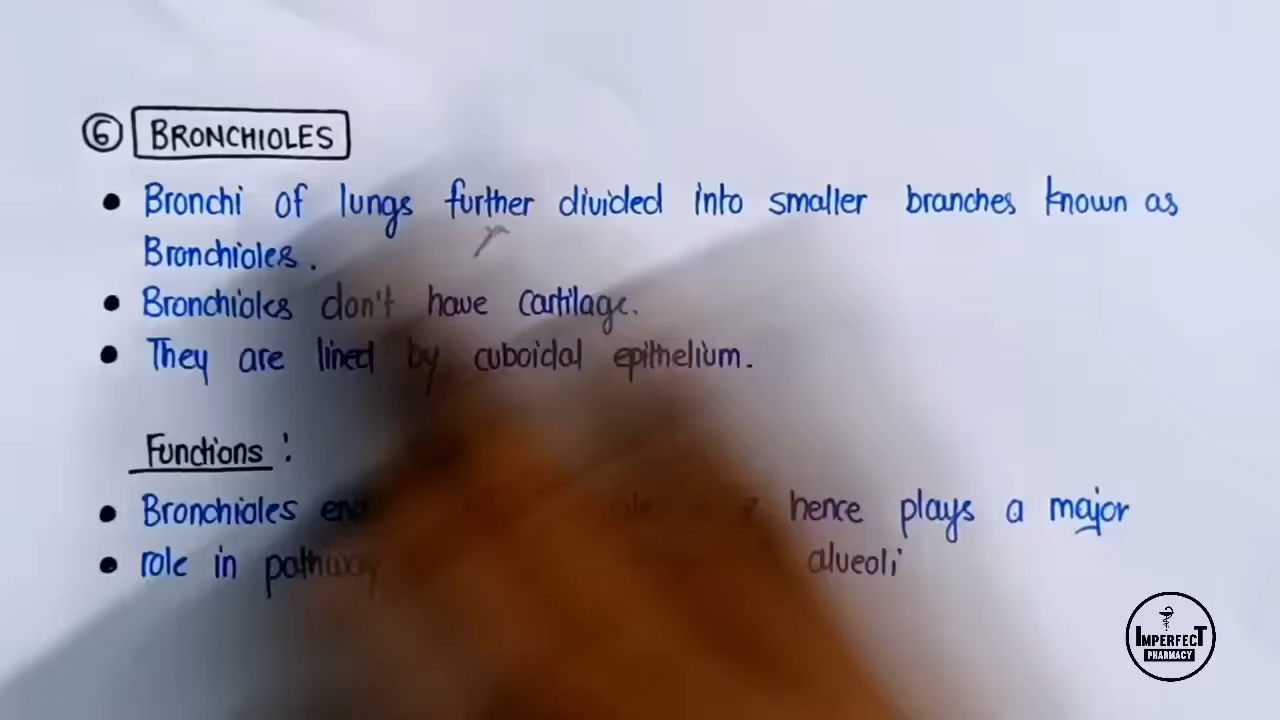 6 BRONCHIOLES
• Bronchi of lungs further divided into smaller branches known as
Bronchioles.
• Bronchioles don't have cartilage.
• They are lined by cuboidal epithelium.
Functions :
• Bronchioles hence plays a major
• role in pathway alveoli
IMPERFECT
PHARMACY